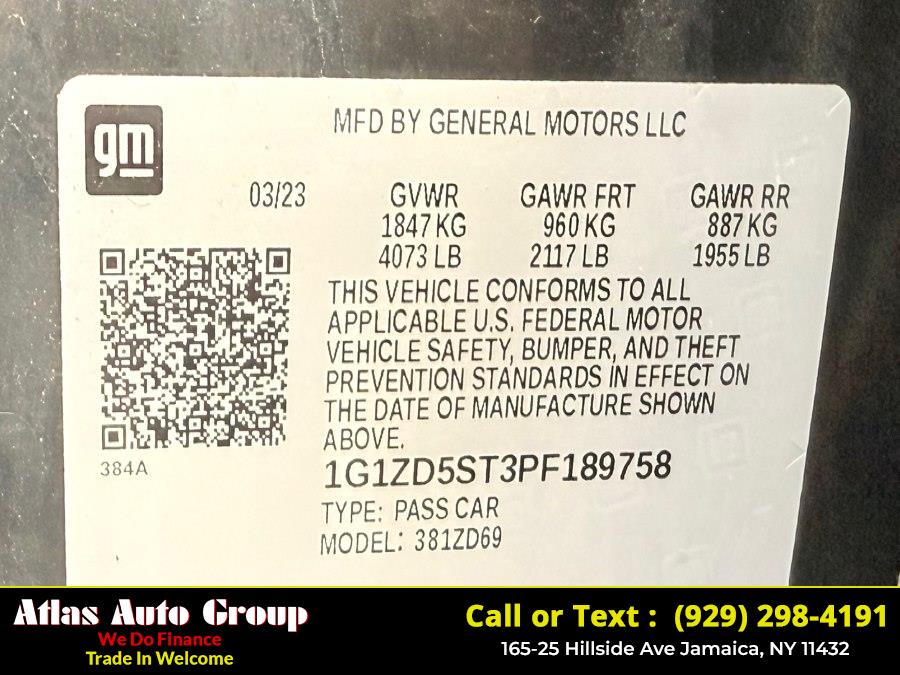 gm
MFD BY GENERAL MOTORS LLC
03/23 GVWR GAWR FRT GAWR RR
1847 KG 960 KG 887 KG
4073 LB 2117 LB 1955 LB
THIS VEHICLE CONFORMS TO ALL
APPLICABLE U.S. FEDERAL MOTOR
VEHICLE SAFETY, BUMPER, AND THEFT
PREVENTION STANDARDS IN EFFECT ON
THE DATE OF MANUFACTURE SHOWN
ABOVE.
384A
1G1ZD5ST3PF189758
TYPE: PASS CAR
MODEL: 381ZD69
Atlas Auto Group
We Do Finance
Trade In Welcome
Call or Text : (929) 298-4191
165-25 Hillside Ave Jamaica, NY 11432